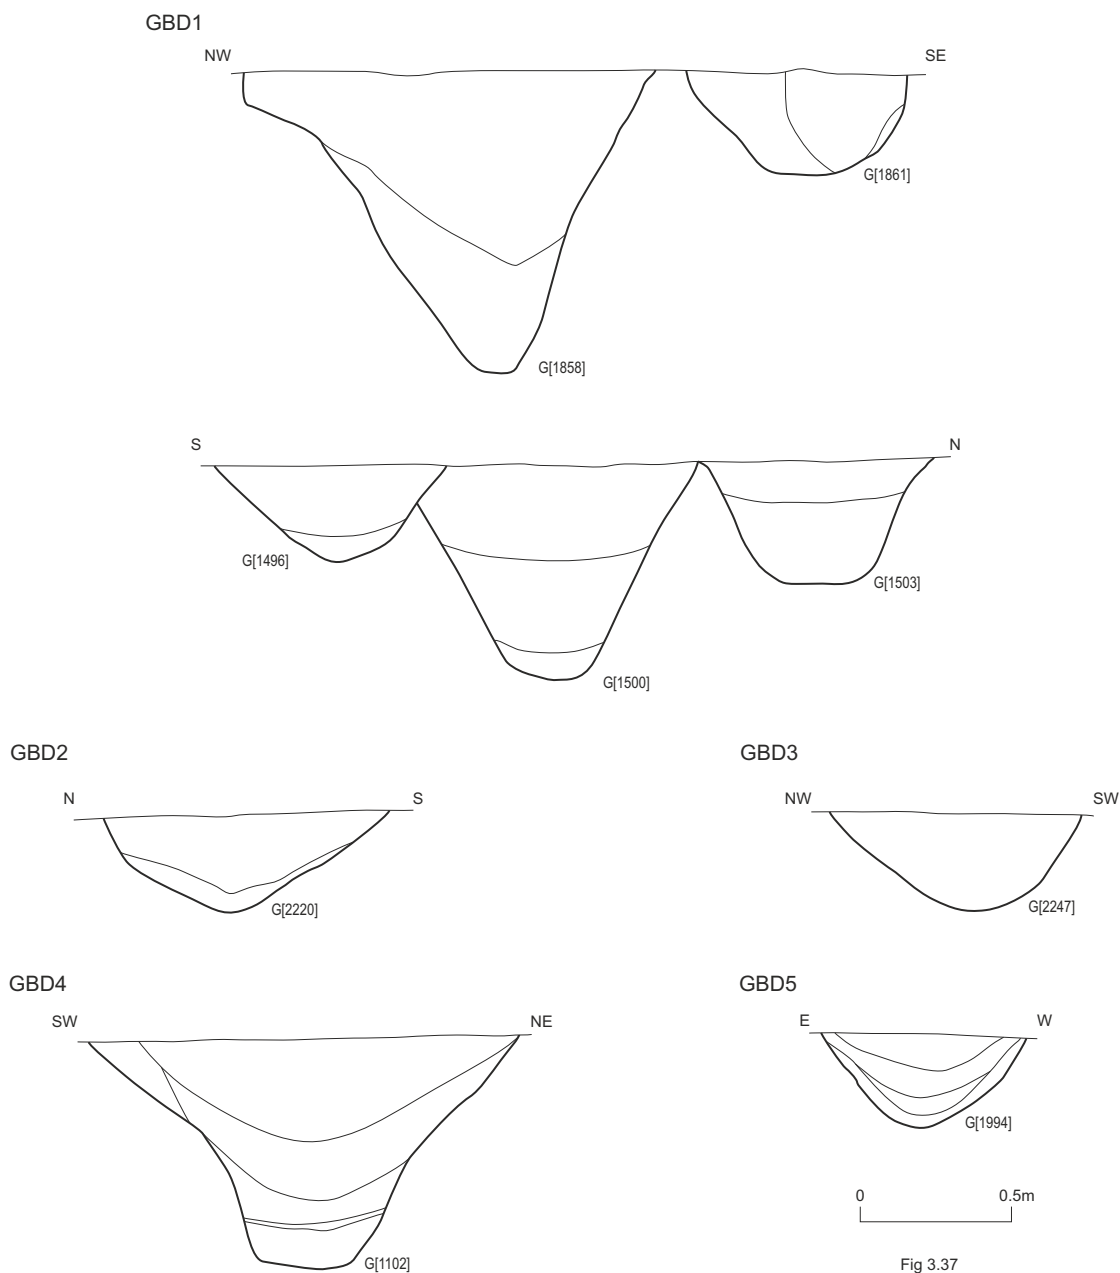 GBD1
NW
SE
G[1861]
G[1858]
S
N
G[1496]
G[1503]
G[1500]
GBD2
GBD3
N
S
NW
SW
G[2220]
G[2247]
GBD4
GBD5
SW
NE
E
W
G[1994]
0
0.5m
G[1102]
Fig 3.37